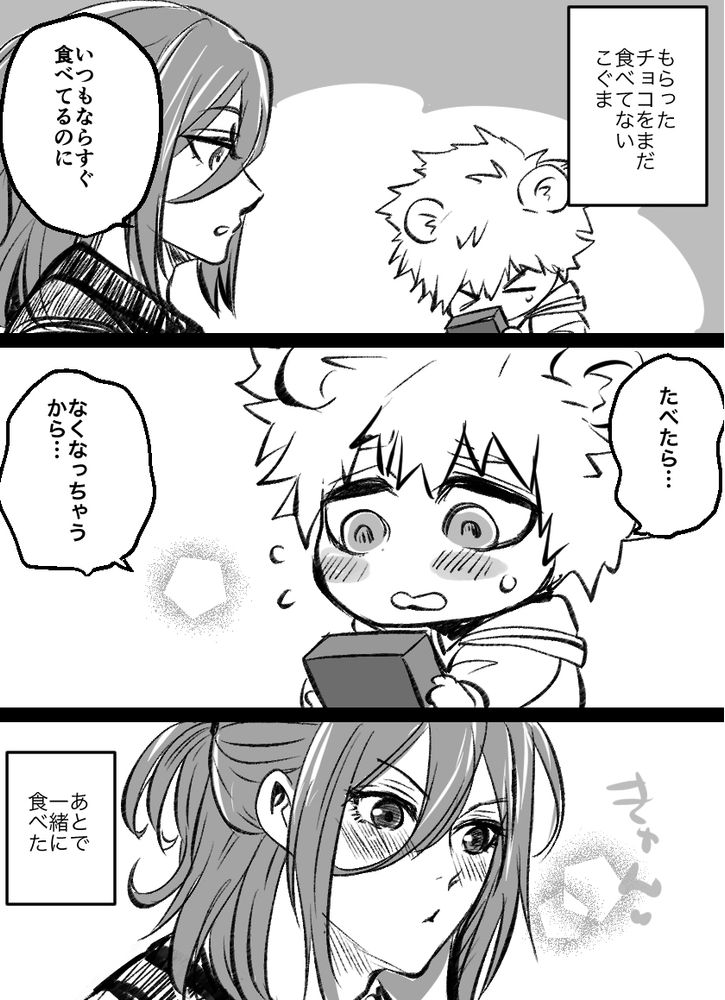 もらった
チョコをまだ
食べてない
こぐま
いつもならすぐ
食べてるのに
たべたら…
なくなっちゃう
から…
きゅん
あとで
一緒に
食べた